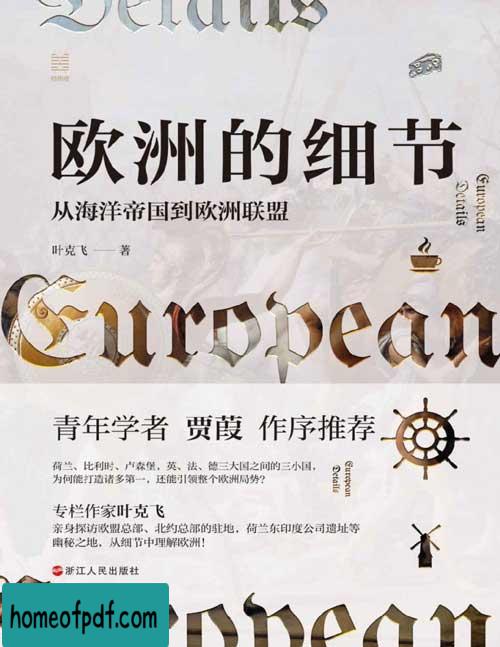 Details
欧洲的细节
European
Details
从海洋帝国到欧洲联盟
叶克飞——著
European
青年学者 贾葭 作序推荐
荷兰、比利时、卢森堡，英、法、德三大国之间的三小国，
为何能打造诸多第一，还能引领整个欧洲局势？
European
Details
专栏作家叶克飞
亲身探访欧盟总部、北约总部的驻地，荷兰东印度公司遗址等
幽秘之地，从细节中理解欧洲！
浙江人民出版社
European
homeofpdf.com